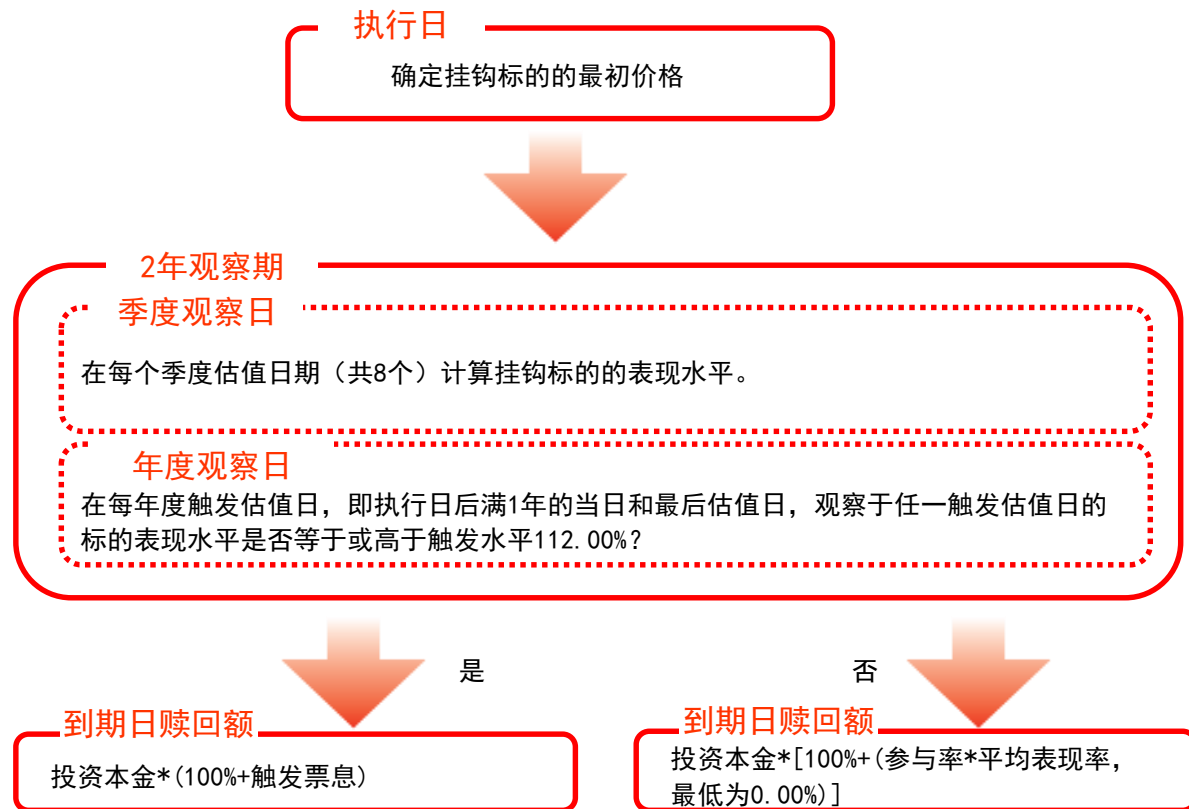 执行日
确定挂钩标的的最初价格
2年观察期
季度观察日
在每个季度估值日期（共8个）计算挂钩标的的表现水平。
年度观察日
在每年度触发估值日，即执行日后满1年的当日和最后估值日，观察于任一触发估值日的
标的表现水平是否等于或高于触发水平112.00%？
是
否
到期日赎回额
投资本金*(100%+触发票息)
到期日赎回额
投资本金*[100%+(参与率*平均表现率，
最低为0.00%)]